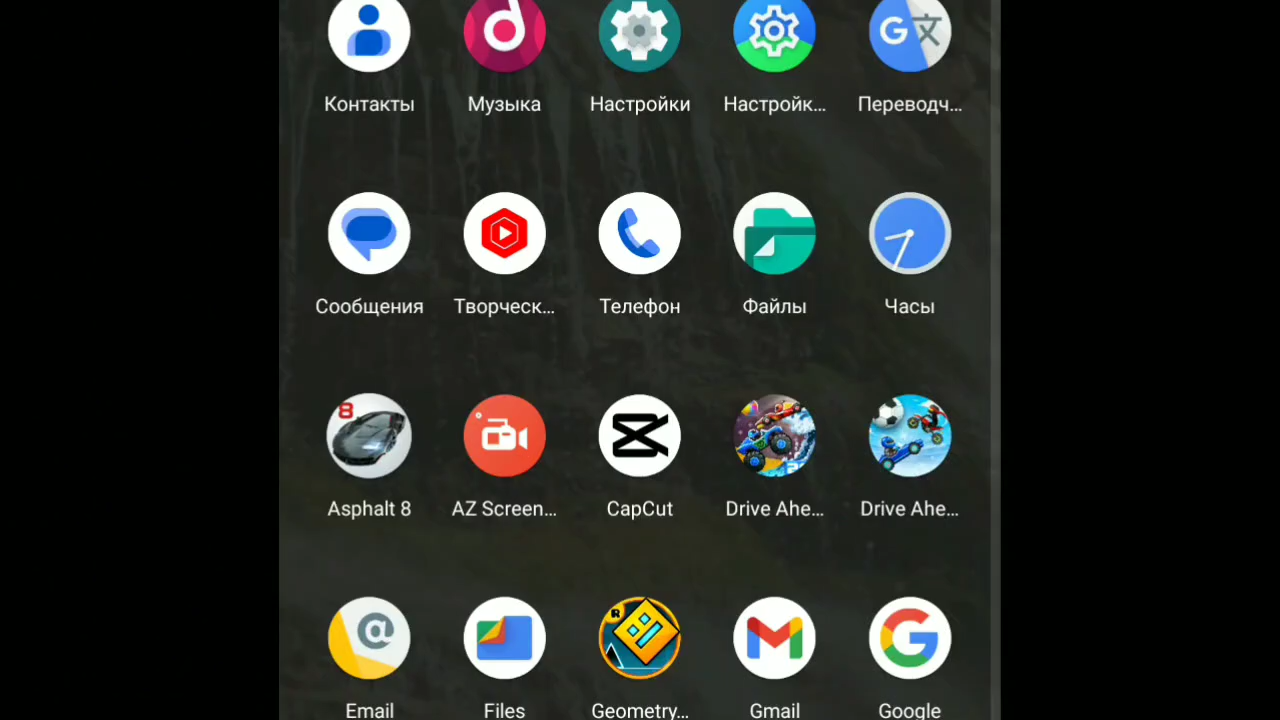 Контакты
Музыка
Настройки
Настройк...
Переводч...
Сообщения
Творческ...
Телефон
Файлы
Часы
8
Asphalt 8
AZ Screen...
CapCut
Drive Ahe...
Drive Ahe...
R
Email
Files
Geometry...
Gmail
Google